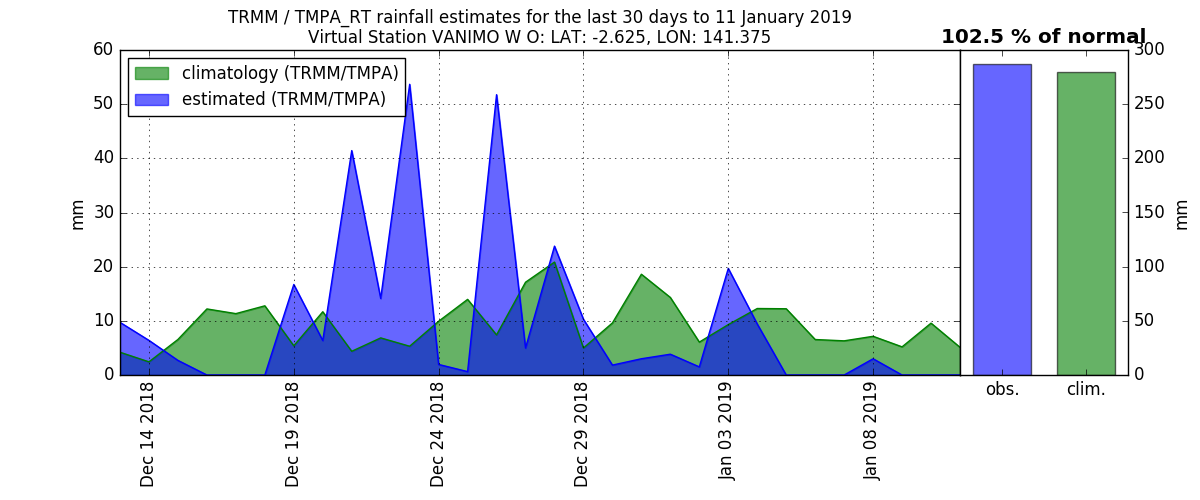 TRMM / TMPA_RT rainfall estimates for the last 30 days to 11 January 2019
Virtual Station VANIMO W O: LAT: -2.625, LON: 141.375
102.5 % of normal
climatology (TRMM/TMPA)
estimated (TRMM/TMPA)
60
50
40
30
20
10
0
mm
300
250
200
150
100
50
0
mm
Dec 14 2018
Dec 19 2018
Dec 24 2018
Dec 29 2018
Jan 03 2019
Jan 08 2019
obs.
clim.